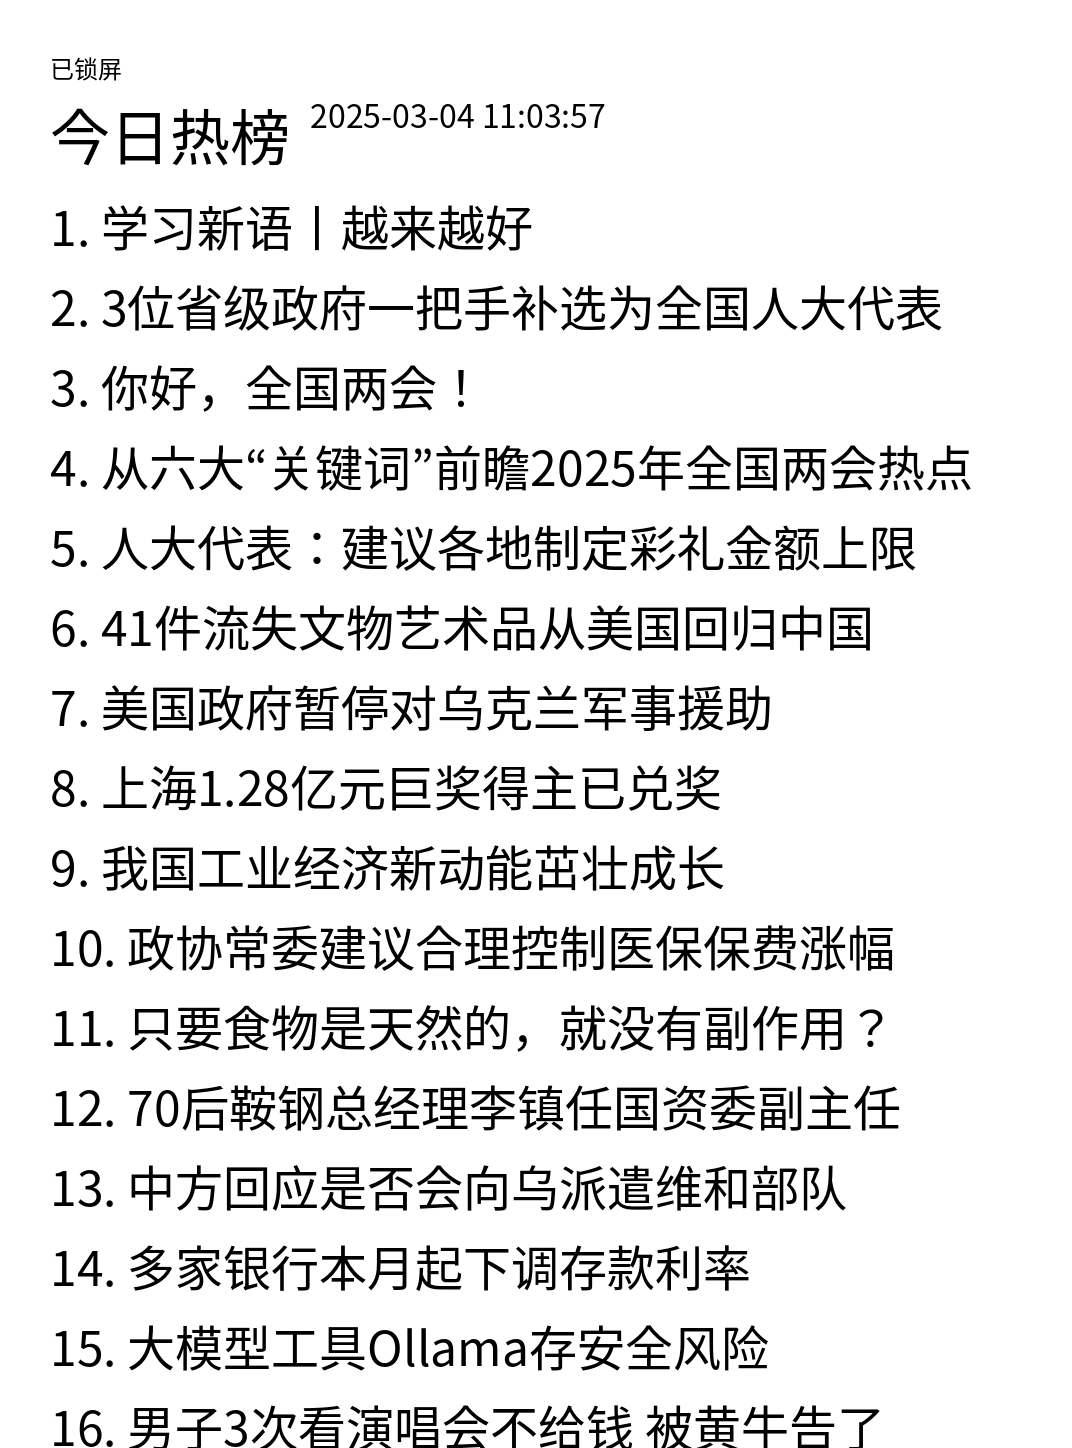 已锁屏
今日热榜 2025-03-04 11:03:57
1. 学习新语丨越来越好
2. 3位省级政府一把手补选为全国人大代表
3. 你好，全国两会！
4. 从六大“关键词”前瞻2025年全国两会热点
5. 人大代表：建议各地制定彩礼金额上限
6. 41件流失文物艺术品从美国回归中国
7. 美国政府暂停对乌克兰军事援助
8. 上海1.28亿元巨奖得主已兑奖
9. 我国工业经济新动能茁壮成长
10. 政协常委建议合理控制医保保费涨幅
11. 只要食物是天然的，就没有副作用？
12. 70后鞍钢总经理李镇任国资委副主任
13. 中方回应是否会向乌派遣维和部队
14. 多家银行本月起下调存款利率
15. 大模型工具Ollama存安全风险
16. 男子3次看演唱会不给钱 被黄牛告了